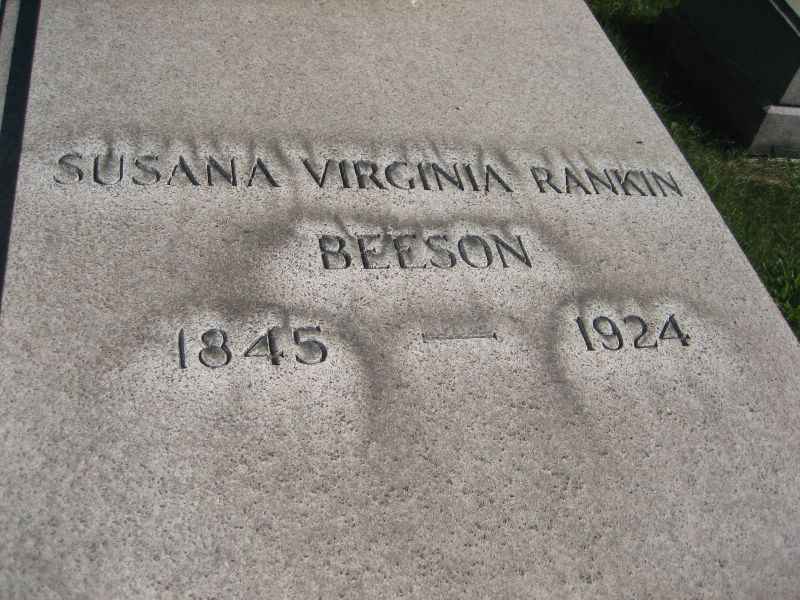 SUSANA VIRGINIA RANKIN
BEESON
1845 — 1924